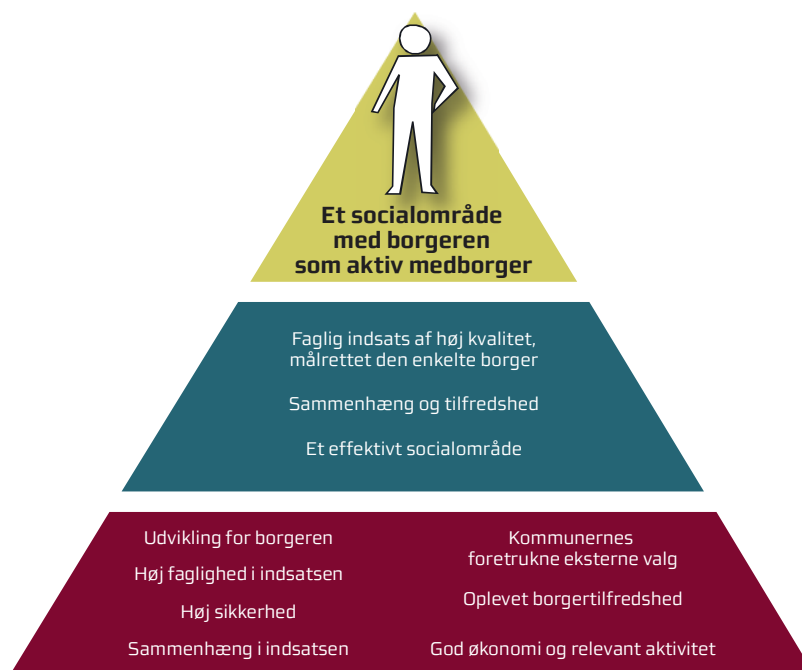 Et socialområde
med borgeren
som aktiv medborger
Faglig indsats af høj kvalitet,
målrettet den enkelte borger
Sammenhæng og tilfredshed
Et effektivt socialområde
Udvikling for borgeren
Høj faglighed i indsatsen
Høj sikkerhed
Sammenhæng i indsatsen
Kommunernes
foretrukne eksterne valg
Oplevet borgertilfredshed
God økonomi og relevant aktivitet